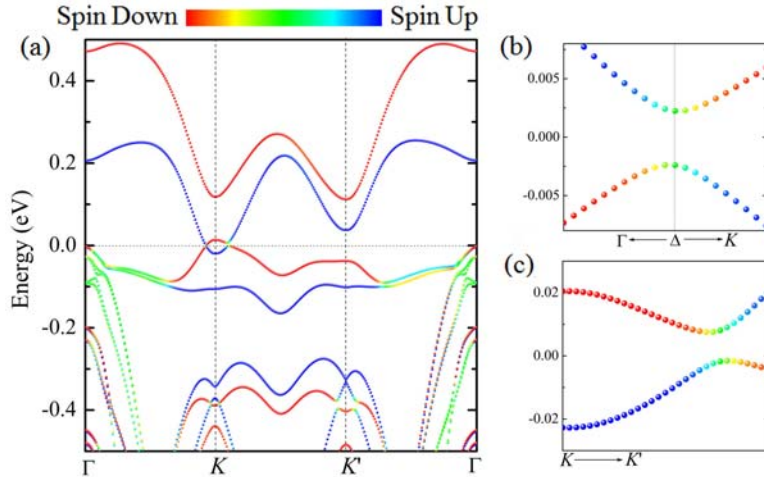 Spin Down Spin Up
(a)
0.4
0.2
0.0
-0.2
-0.4
Energy (eV)
Γ K K' Γ
(b)
0.005
0.000
-0.005
Γ ← Δ → K
(c)
0.02
0.00
-0.02
K → K'